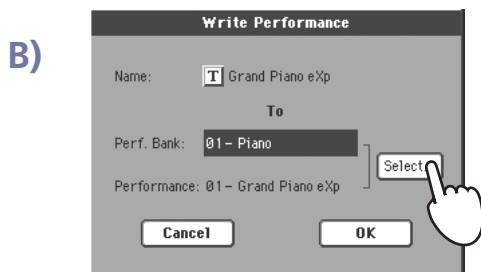 B)
Write Performance
Name: T Grand Piano eXp
To
Perf. Bank: 01- Piano
Select
Performance: 01- Grand Piano eXp
Cancel OK